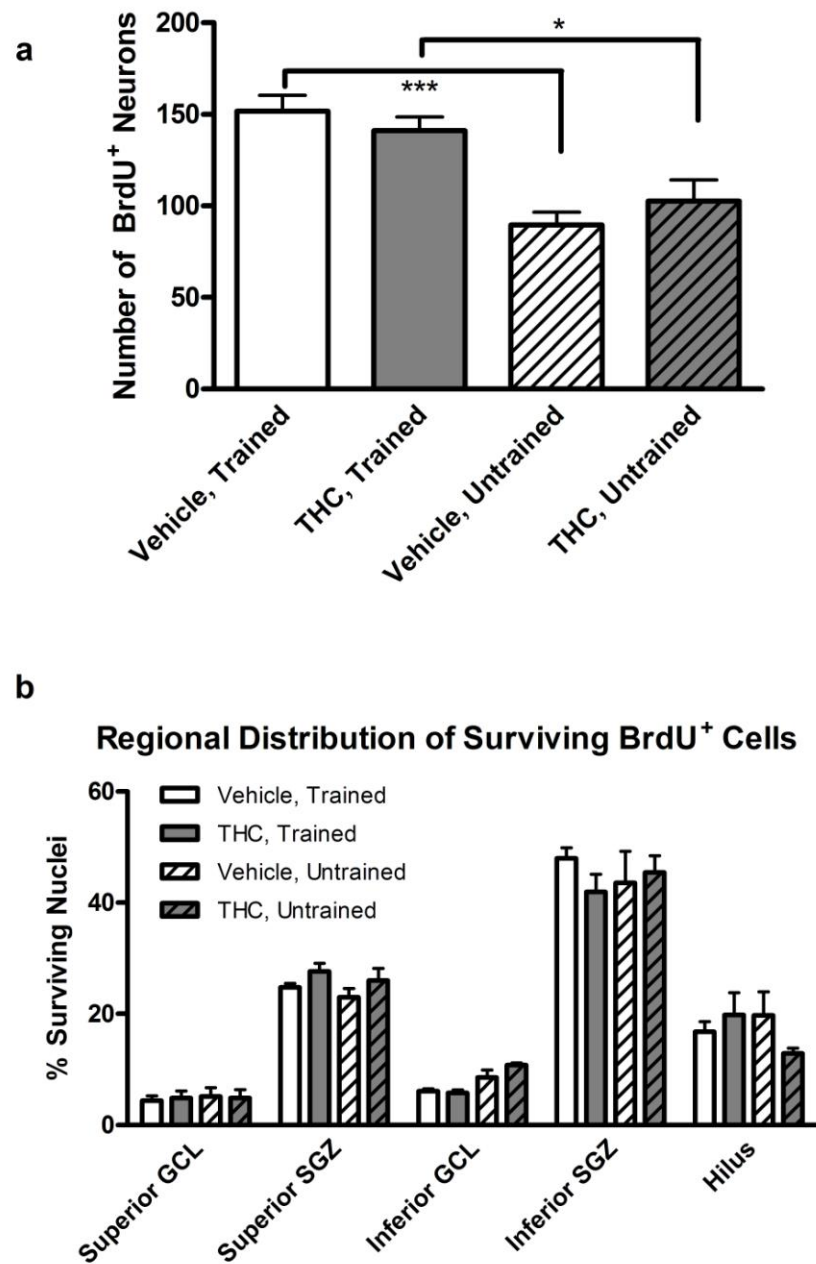 a
*
***
200
150
100
50
0
Number of BrdU+ Neurons
Vehicle, Trained
THC, Trained
Vehicle, Untrained
THC, Untrained
b
Regional Distribution of Surviving BrdU+ Cells
60
40
20
0
% Surviving Nuclei
Vehicle, Trained
THC, Trained
Vehicle, Untrained
THC, Untrained
Superior GCL
Superior SGZ
Inferior GCL
Inferior SGZ
Hilus